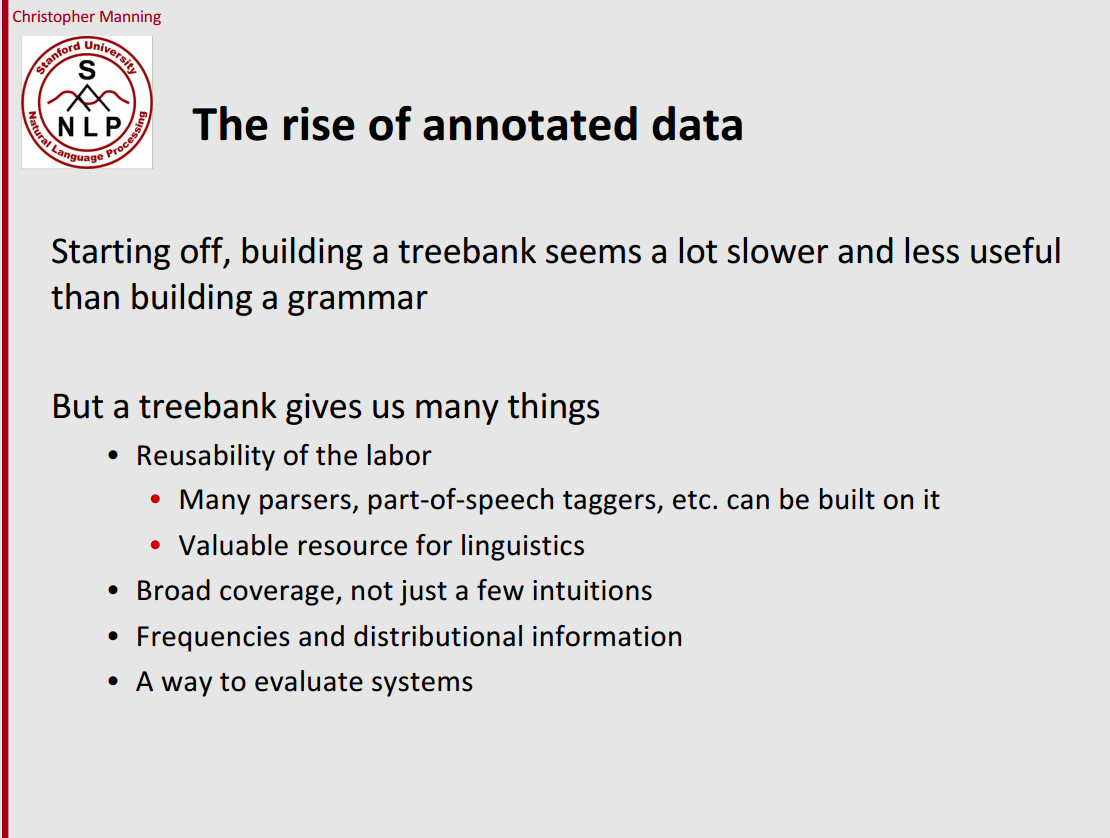 Christopher Manning
Stanford University
S
NLP
Natural Language Processing
The rise of annotated data
Starting off, building a treebank seems a lot slower and less useful
than building a grammar
But a treebank gives us many things
• Reusability of the labor
• Many parsers, part-of-speech taggers, etc. can be built on it
• Valuable resource for linguistics
• Broad coverage, not just a few intuitions
• Frequencies and distributional information
• A way to evaluate systems